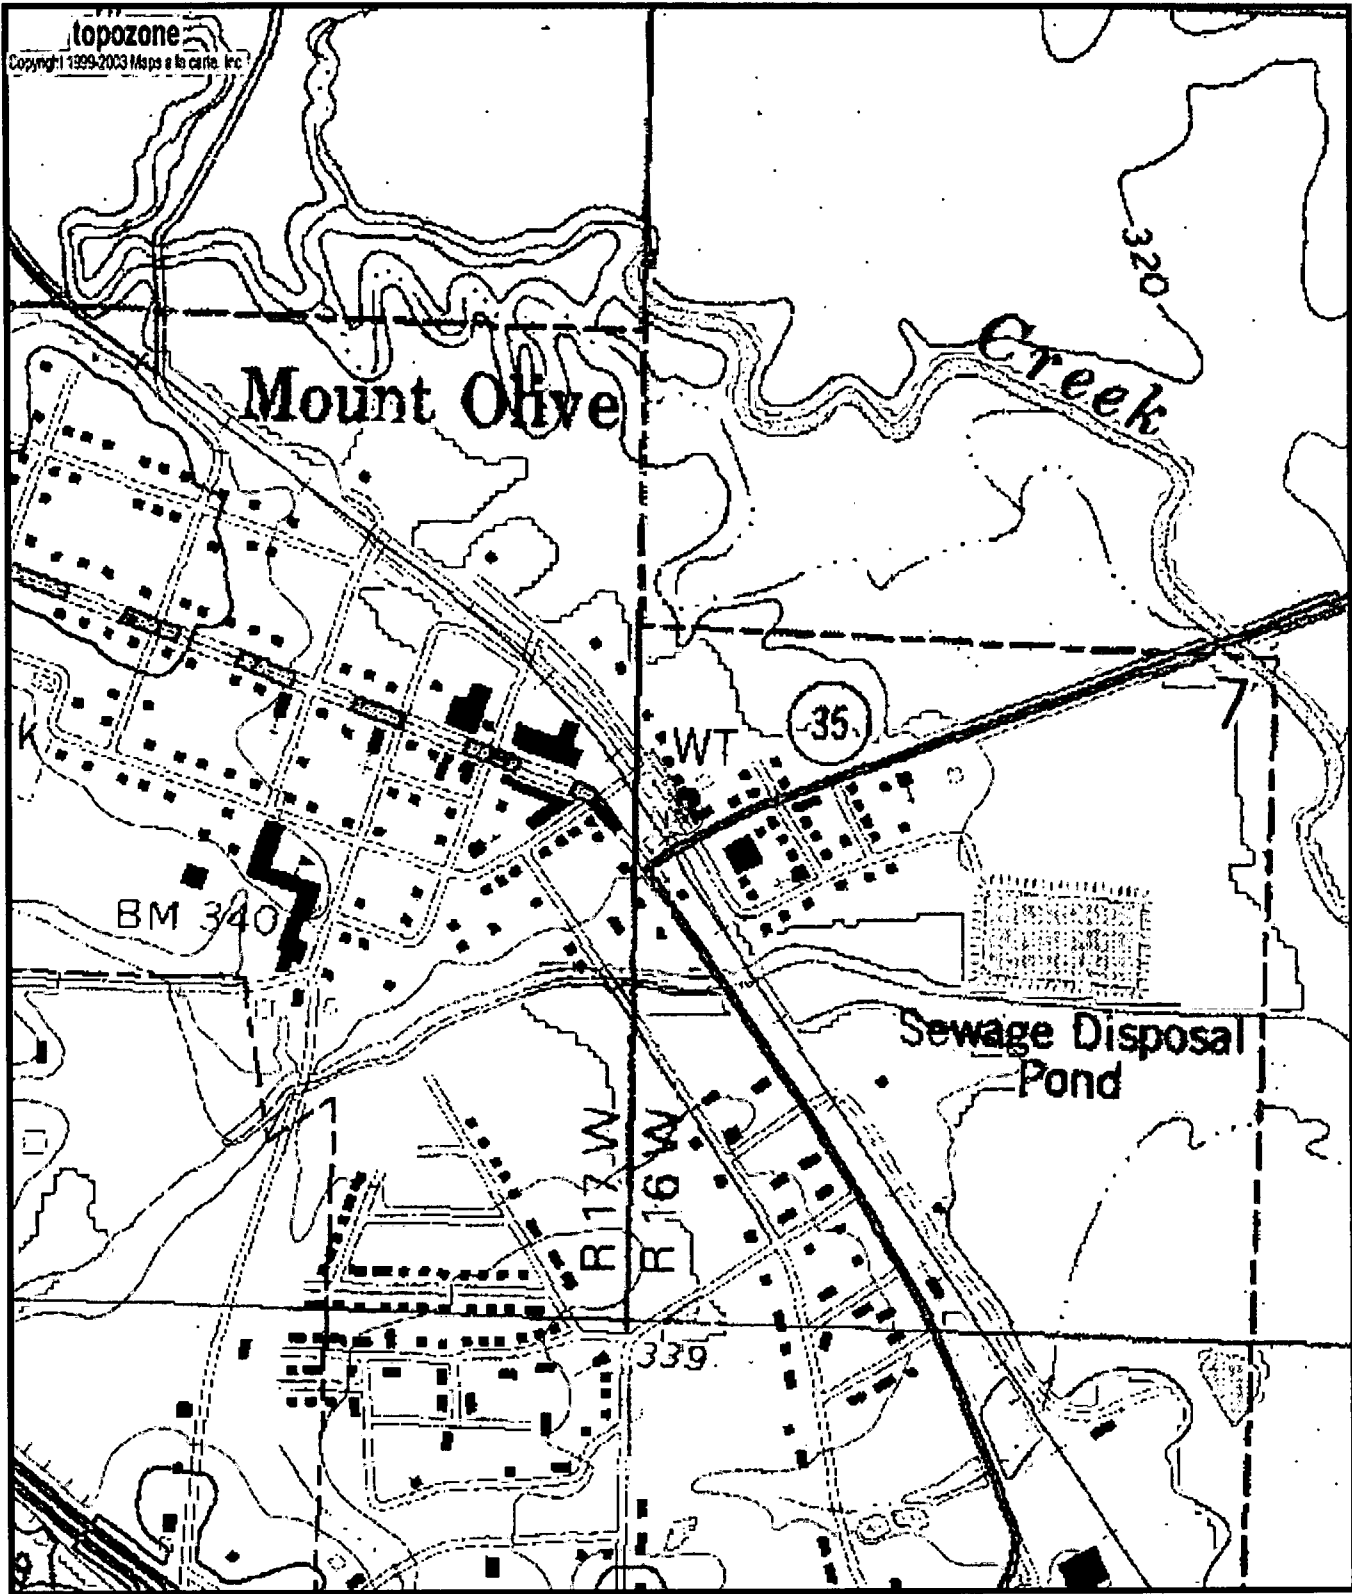 topozone
Copyright 1999-2003 Maps a la carte, Inc
320
Creek
Mount Olive
7
35
WT
K
BM 340
Sewage Disposal
Pond
R 17 W
R 16 W
339